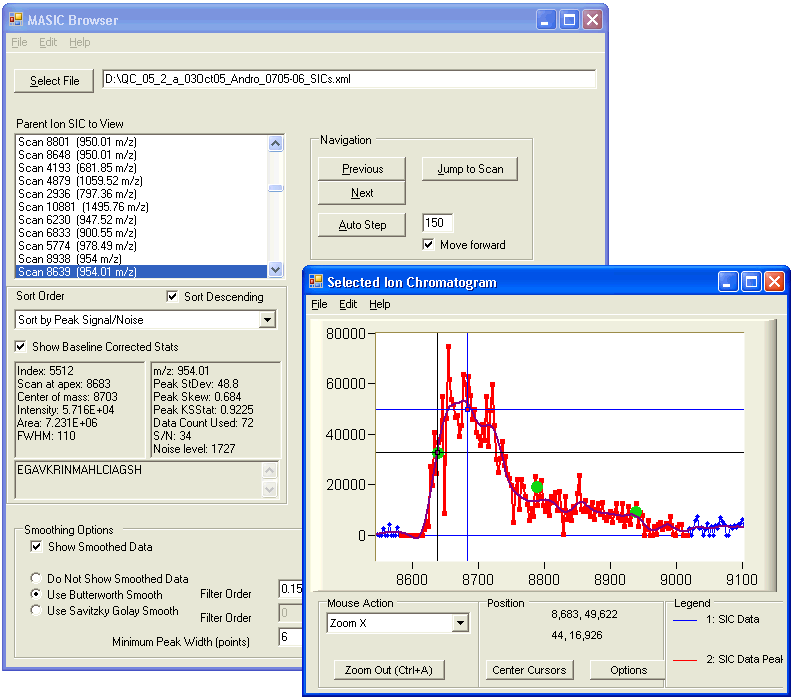 MASIC Browser
File Edit Help
Select File D:\QC_05_2_a_03Oct05_Andro_0705-06_SICs.xml
Parent Ion SIC to View
Scan 8801 (950.01 m/z)
Scan 8648 (950.01 m/z)
Scan 4193 (681.85 m/z)
Scan 4879 (1059.52 m/z)
Scan 2936 (797.36 m/z)
Scan 10881 (1495.76 m/z)
Scan 6230 (947.52 m/z)
Scan 6833 (900.55 m/z)
Scan 5774 (978.49 m/z)
Scan 8938 (954 m/z)
Scan 8639 (954.01 m/z)
Navigation
Previous Jump to Scan
Next
Auto Step 150
Move forward
Sort Order Sort Descending
Sort by Peak Signal/Noise
Show Baseline Corrected Stats
Index: 5512
Scan at apex: 8683
Center of mass: 8703
Intensity: 5.716E+04
Area: 7.231E+06
FWHM: 110
m/z: 954.01
Peak StDev: 48.8
Peak Skew: 0.684
Peak KSStat: 0.9225
Data Count Used: 72
S/N: 34
Noise level: 1727
EGAVKRINMAHLCIAGSH
Smoothing Options
Show Smoothed Data
Do Not Show Smoothed Data
Use Butterworth Smooth Filter Order 0.15
Use Savitzky Golay Smooth Filter Order 0
Minimum Peak Width (points) 6
Selected Ion Chromatogram
File Edit Help
80000
60000
40000
20000
0
8600 8700 8800 8900 9000 9100
Mouse Action
Zoom X
Zoom Out (Ctrl+A)
Position
8,683, 49,622
44, 16,926
Center Cursors Options
Legend
1: SIC Data
2: SIC Data Peak